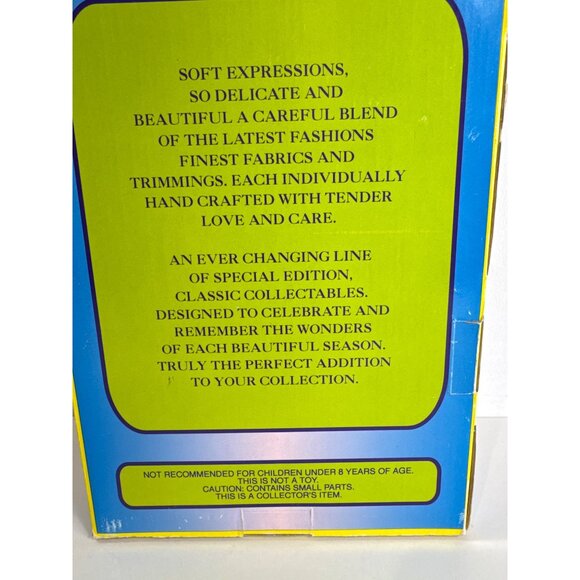 SOFT EXPRESSIONS,
SO DELICATE AND
BEAUTIFUL A CAREFUL BLEND
OF THE LATEST FASHIONS
FINEST FABRICS AND
TRIMMINGS. EACH INDIVIDUALLY
HAND CRAFTED WITH TENDER
LOVE AND CARE.
AN EVER CHANGING LINE
OF SPECIAL EDITION,
CLASSIC COLLECTABLES.
DESIGNED TO CELEBRATE AND
REMEMBER THE WONDERS
OF EACH BEAUTIFUL SEASON.
TRULY THE PERFECT ADDITION
TO YOUR COLLECTION.
NOT RECOMMENDED FOR CHILDREN UNDER 8 YEARS OF AGE.
THIS IS NOT A TOY.
CAUTION: CONTAINS SMALL PARTS.
THIS IS A COLLECTOR'S ITEM.